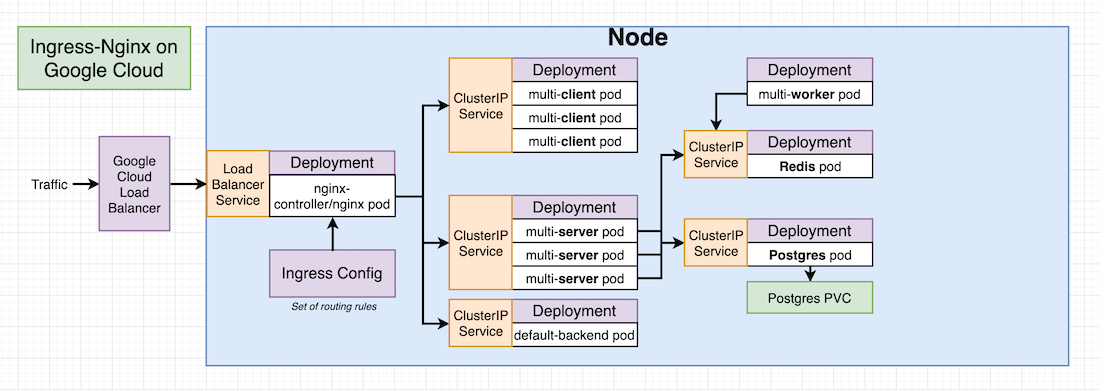 Ingress-Nginx on
Google Cloud
Node
Traffic
Google
Cloud
Load
Balancer
Load
Balancer
Service
Deployment
nginx-
controller/nginx pod
Ingress Config
Set of routing rules
ClusterIP
Service
Deployment
multi-client pod
multi-client pod
multi-client pod
ClusterIP
Service
Deployment
multi-server pod
multi-server pod
multi-server pod
ClusterIP
Service
Deployment
default-backend pod
Deployment
multi-worker pod
ClusterIP
Service
Deployment
Redis pod
ClusterIP
Service
Deployment
Postgres pod
Postgres PVC